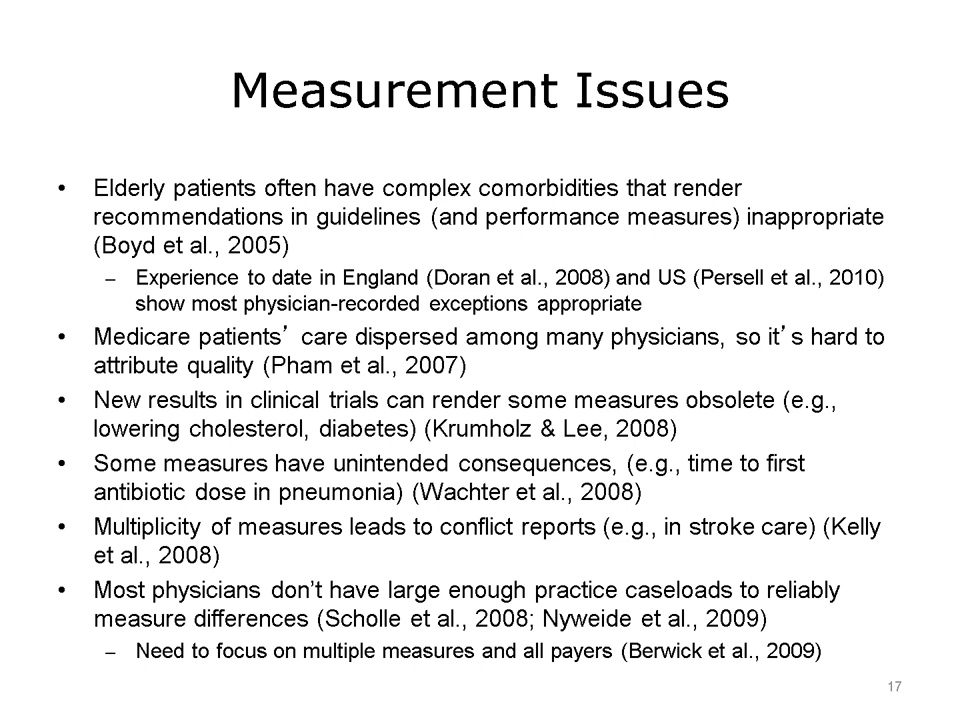 Measurement Issues
• Elderly patients often have complex comorbidities that render
recommendations in guidelines (and performance measures) inappropriate
(Boyd et al., 2005)
– Experience to date in England (Doran et al., 2008) and US (Persell et al., 2010)
show most physician-recorded exceptions appropriate
• Medicare patients’ care dispersed among many physicians, so it’s hard to
attribute quality (Pham et al., 2007)
• New results in clinical trials can render some measures obsolete (e.g.,
lowering cholesterol, diabetes) (Krumholz & Lee, 2008)
• Some measures have unintended consequences, (e.g., time to first
antibiotic dose in pneumonia) (Wachter et al., 2008)
• Multiplicity of measures leads to conflict reports (e.g., in stroke care) (Kelly
et al., 2008)
• Most physicians don’t have large enough practice caseloads to reliably
measure differences (Scholle et al., 2008; Nyweide et al., 2009)
– Need to focus on multiple measures and all payers (Berwick et al., 2009)
17